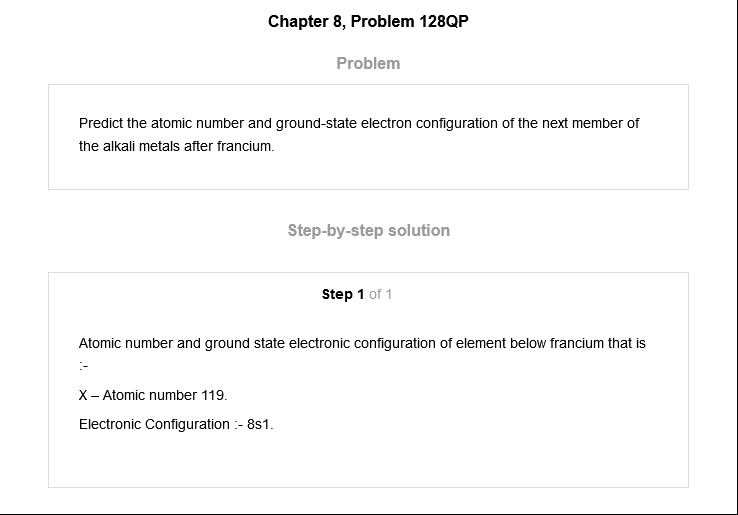 Chapter 8, Problem 128QP
Problem
Predict the atomic number and ground-state electron configuration of the next member of
the alkali metals after francium.
Step-by-step solution
Step 1 of 1
Atomic number and ground state electronic configuration of element below francium that is
:-
X – Atomic number 119.
Electronic Configuration :- 8s1.